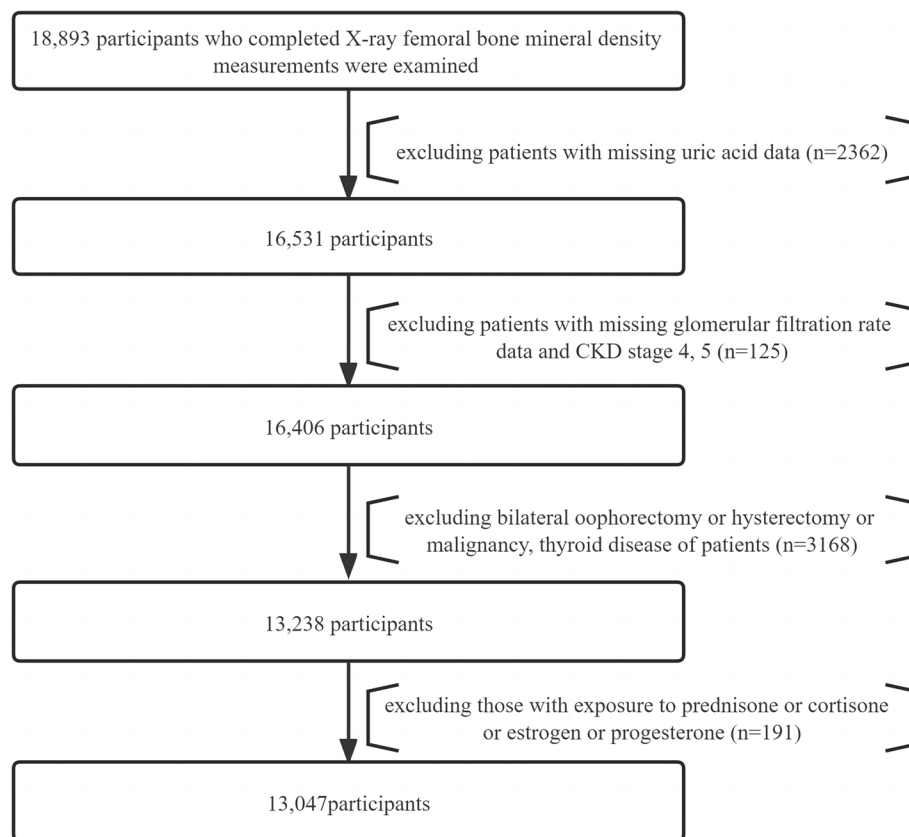 18,893 participants who completed X-ray femoral bone mineral density
measurements were examined
excluding patients with missing uric acid data (n=2362)
16,531 participants
excluding patients with missing glomerular filtration rate
data and CKD stage 4, 5 (n=125)
16,406 participants
excluding bilateral oophorectomy or hysterectomy or
malignancy, thyroid disease of patients (n=3168)
13,238 participants
excluding those with exposure to prednisone or cortisone
or estrogen or progesterone (n=191)
13,047participants